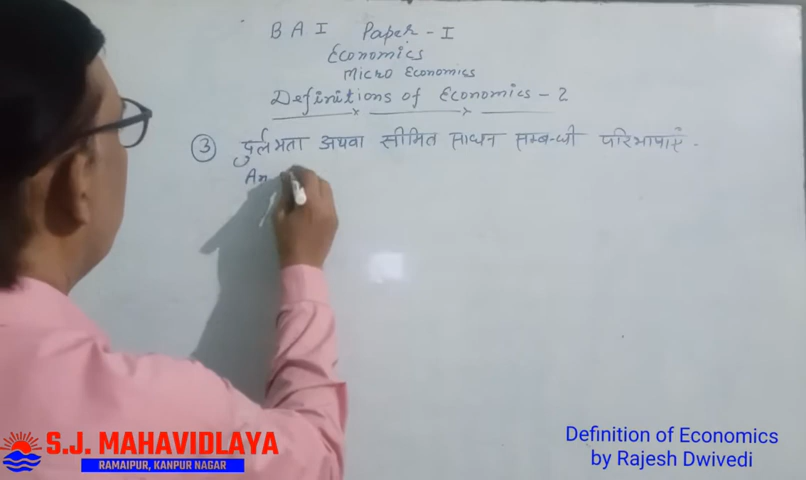 B A I Paper - I
Economics
Micro Economics
Definitions of Economics - 2
③ दुर्लभता अथवा सीमित साधन सम्बन्धी परिभाषाएं -
An
S.J. MAHAVIDLAYA
RAMAIPUR, KANPUR NAGAR
Definition of Economics
by Rajesh Dwivedi